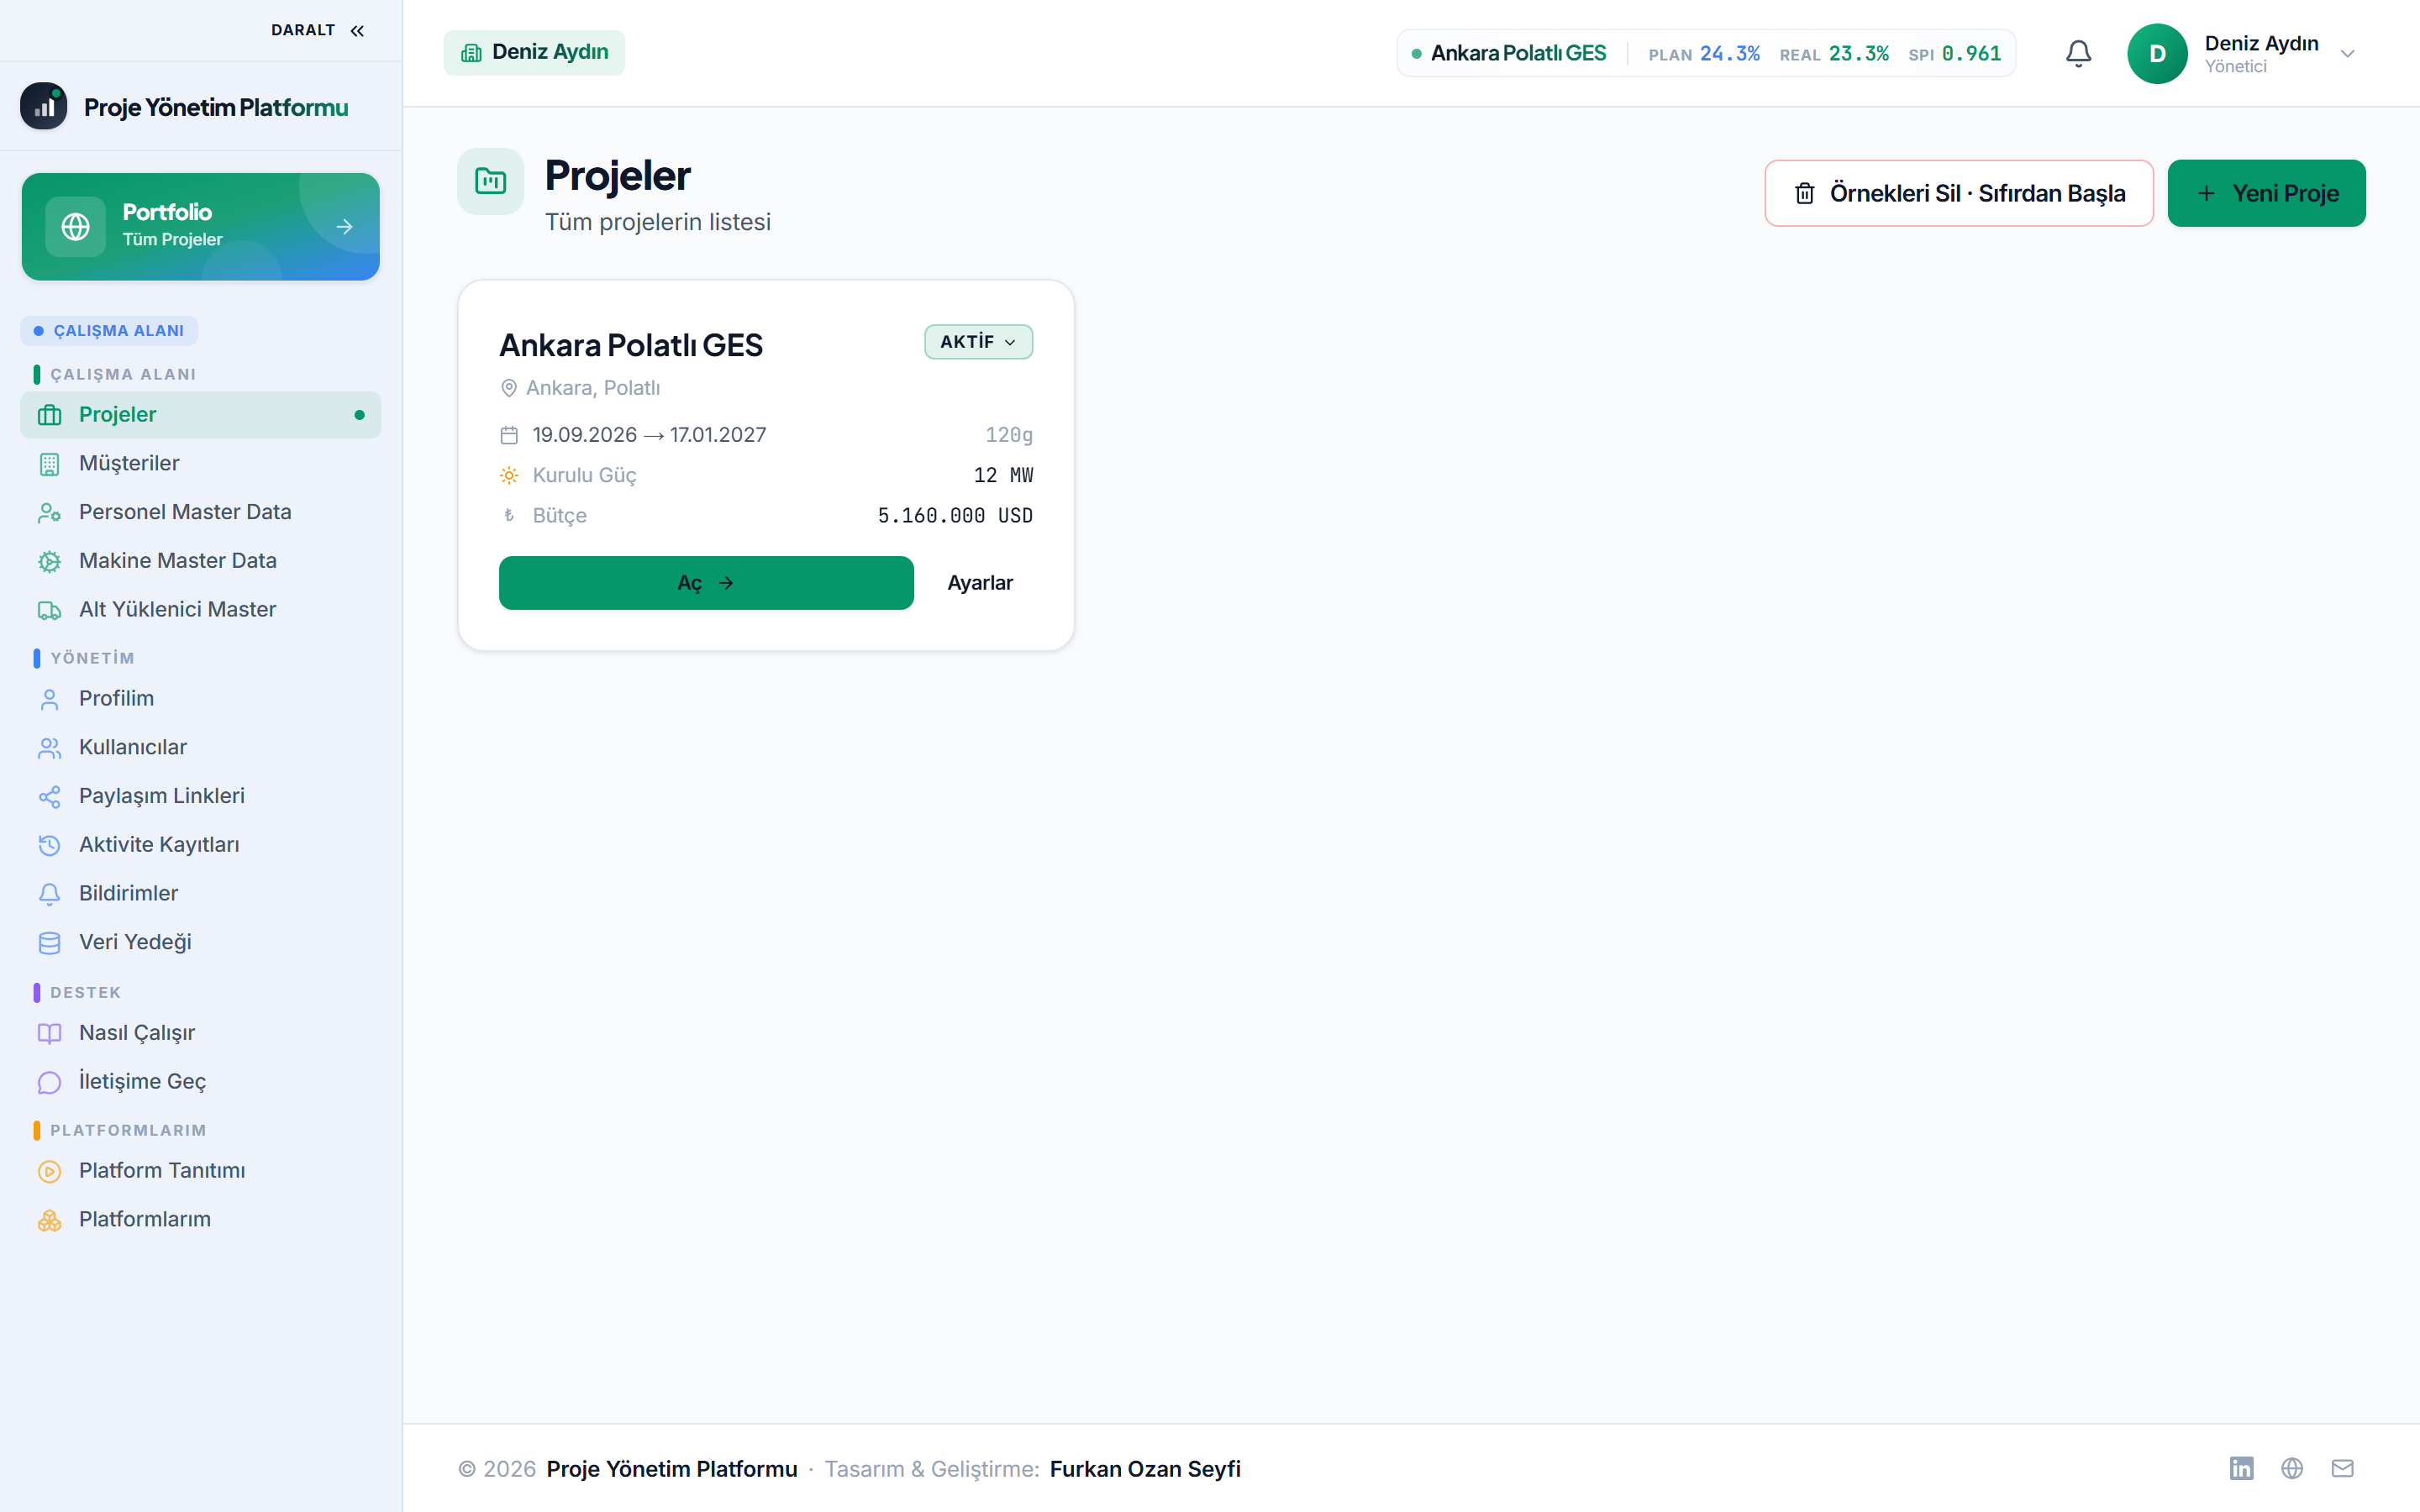 DARALT
Proje Yönetim Platformu
Portfolio
Tüm Projeler
ÇALIŞMA ALANI
ÇALIŞMA ALANI
Projeler
Müşteriler
Personel Master Data
Makine Master Data
Alt Yüklenici Master
YÖNETİM
Profilim
Kullanıcılar
Paylaşım Linkleri
Aktivite Kayıtları
Bildirimler
Veri Yedeği
DESTEK
Nasıl Çalışır
İletişime Geç
PLATFORMLARIM
Platform Tanıtımı
Platformlarım
Deniz Aydın
Ankara Polatlı GES PLAN 24.3% REAL 23.3% SPI 0.961
D
Deniz Aydın
Yönetici
Projeler
Tüm projelerin listesi
Örnekleri Sil · Sıfırdan Başla
+ Yeni Proje
Ankara Polatlı GES
AKTİF
Ankara, Polatlı
19.09.2026 → 17.01.2027 120g
Kurulu Güç 12 MW
₺ Bütçe 5.160.000 USD
Aç →
Ayarlar
© 2026 Proje Yönetim Platformu · Tasarım & Geliştirme: Furkan Ozan Seyfi
in